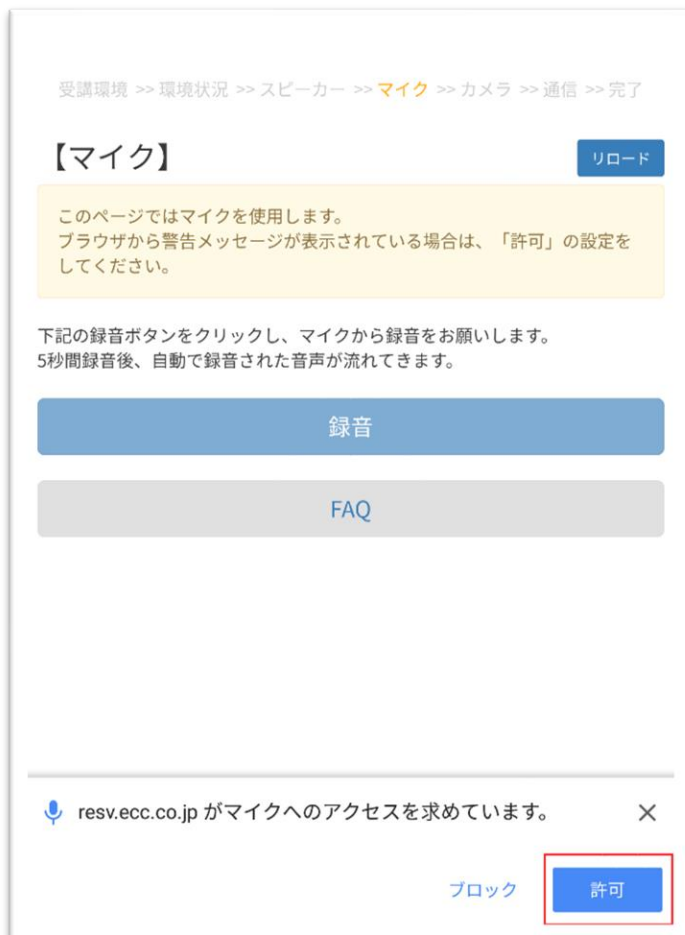 受講環境 >> 環境状況 >> スピーカー >> マイク >> カメラ >> 通信 >> 完了
【マイク】
リロード
このページではマイクを使用します。
ブラウザから警告メッセージが表示されている場合は、「許可」の設定を
してください。
下記の録音ボタンをクリックし、マイクから録音をお願いします。
5秒間録音後、自動で録音された音声が流れてきます。
録音
FAQ
resv.ecc.co.jp がマイクへのアクセスを求めています。
ブロック
許可